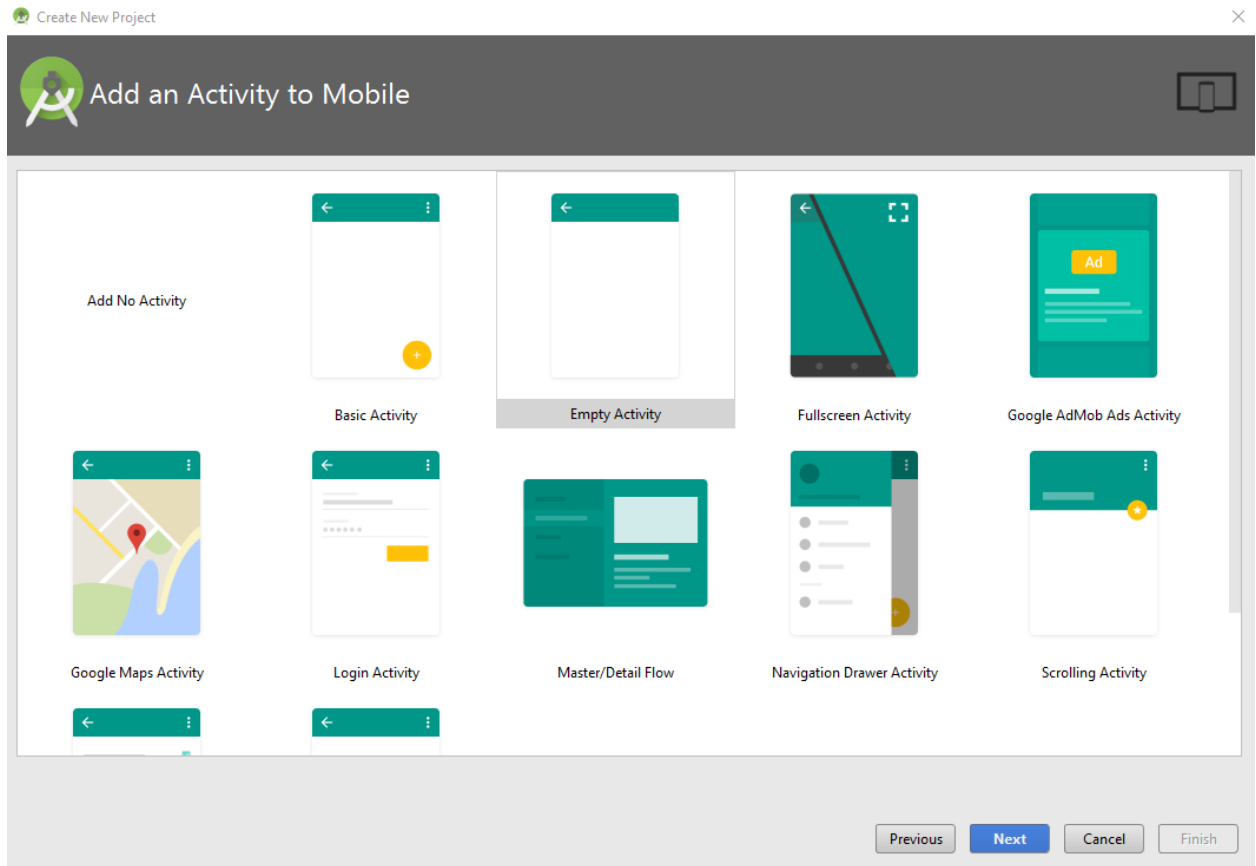 Create New Project
Add an Activity to Mobile
Add No Activity
Basic Activity
Empty Activity
Fullscreen Activity
Ad
Google AdMob Ads Activity
Google Maps Activity
Login Activity
Master/Detail Flow
Navigation Drawer Activity
Scrolling Activity
Previous
Next
Cancel
Finish